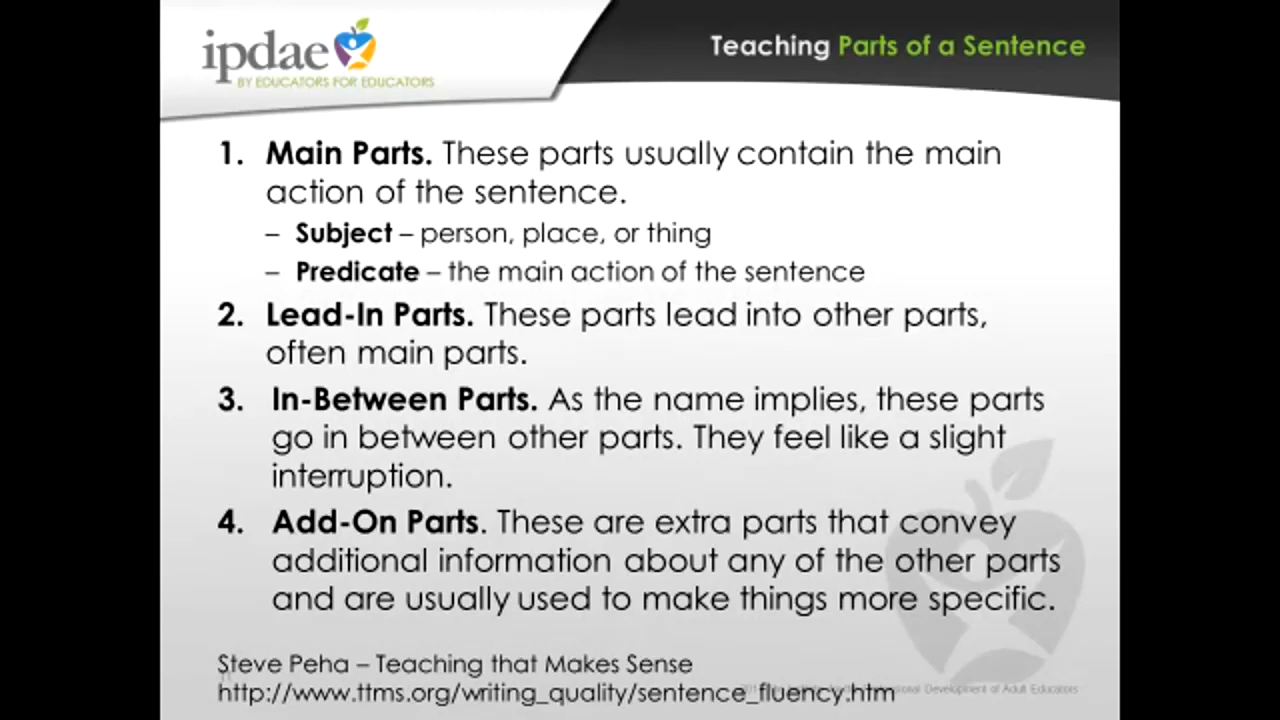 ipdae
BY EDUCATORS FOR EDUCATORS
Teaching Parts of a Sentence
1. Main Parts. These parts usually contain the main
action of the sentence.
– Subject – person, place, or thing
– Predicate – the main action of the sentence
2. Lead-In Parts. These parts lead into other parts,
often main parts.
3. In-Between Parts. As the name implies, these parts
go in between other parts. They feel like a slight
interruption.
4. Add-On Parts. These are extra parts that convey
additional information about any of the other parts
and are usually used to make things more specific.
Steve Peha – Teaching that Makes Sense
http://www.ttms.org/writing_quality/sentence_fluency.htm
Development of Adult Educators